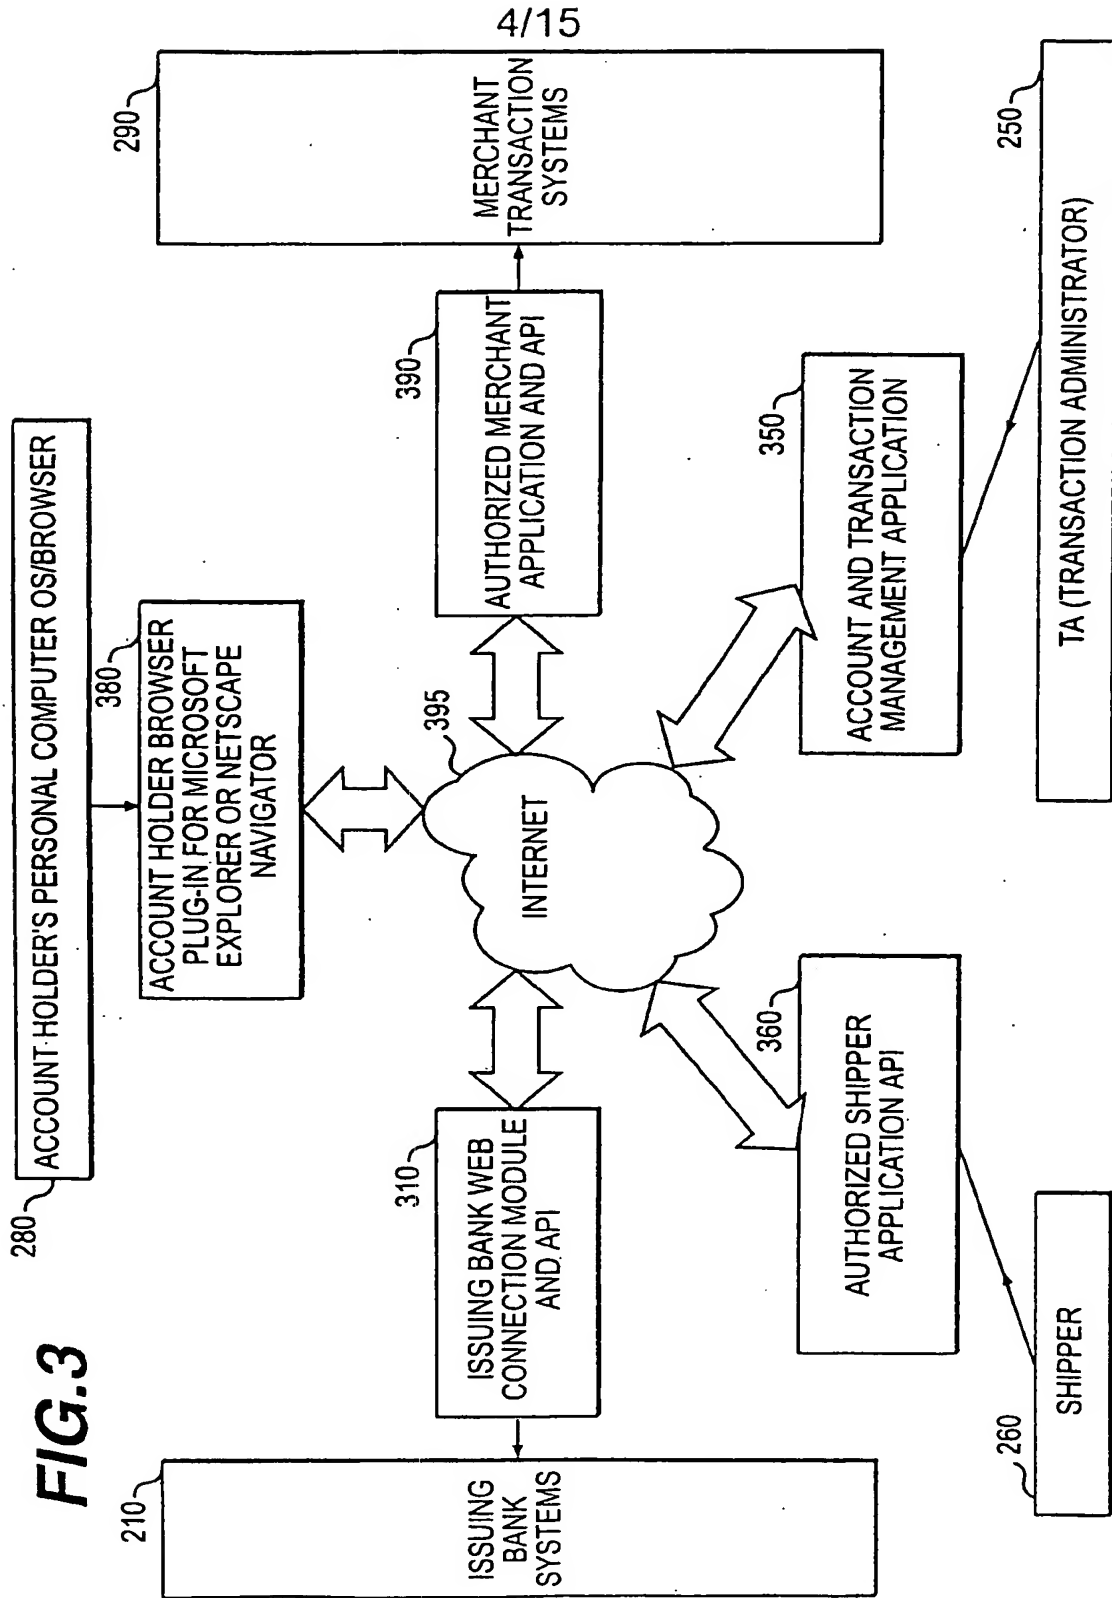 4/15
FIG.3
280
ACCOUNT HOLDER'S PERSONAL COMPUTER OS/BROWSER
380
ACCOUNT HOLDER BROWSER
PLUG-IN FOR MICROSOFT
EXPLORER OR NETSCAPE
NAVIGATOR
210
ISSUING
BANK
SYSTEMS
310
ISSUING BANK WEB
CONNECTION MODULE
AND API
INTERNET
395
390
AUTHORIZED MERCHANT
APPLICATION AND API
290
MERCHANT
TRANSACTION
SYSTEMS
360
AUTHORIZED SHIPPER
APPLICATION API
350
ACCOUNT AND TRANSACTION
MANAGEMENT APPLICATION
260
SHIPPER
250
TA (TRANSACTION ADMINISTRATOR)